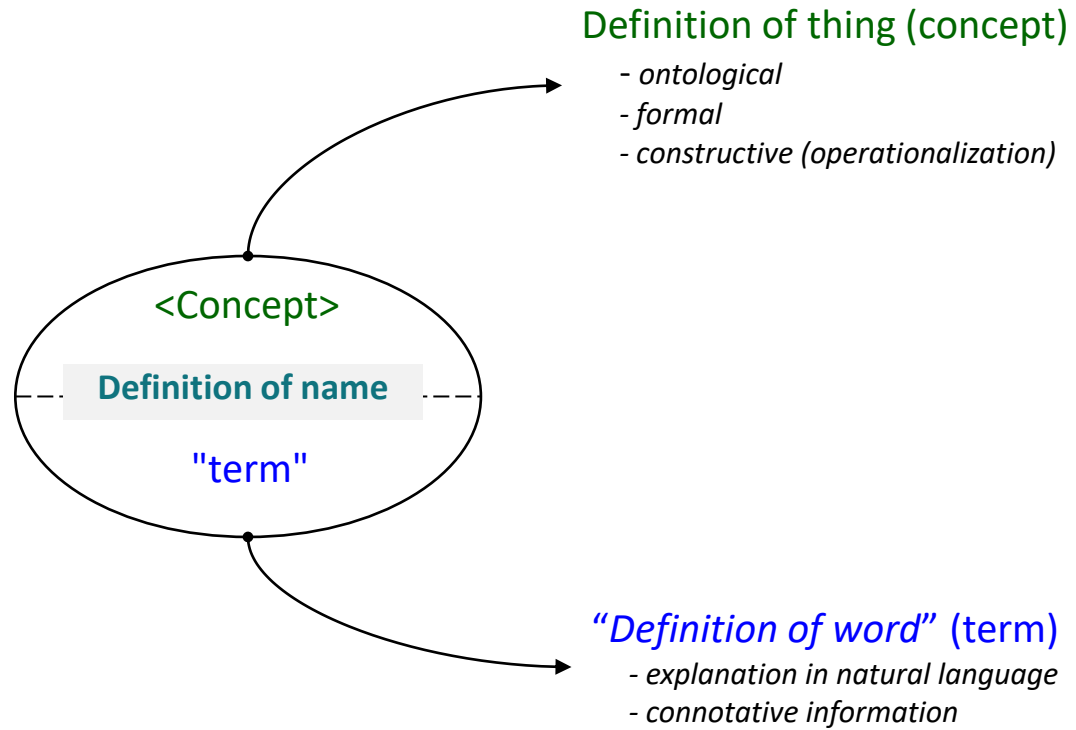 Definition of thing (concept)
- ontological
- formal
- constructive (operationalization)
<Concept>
Definition of name
"term"
“Definition of word” (term)
- explanation in natural language
- connotative information